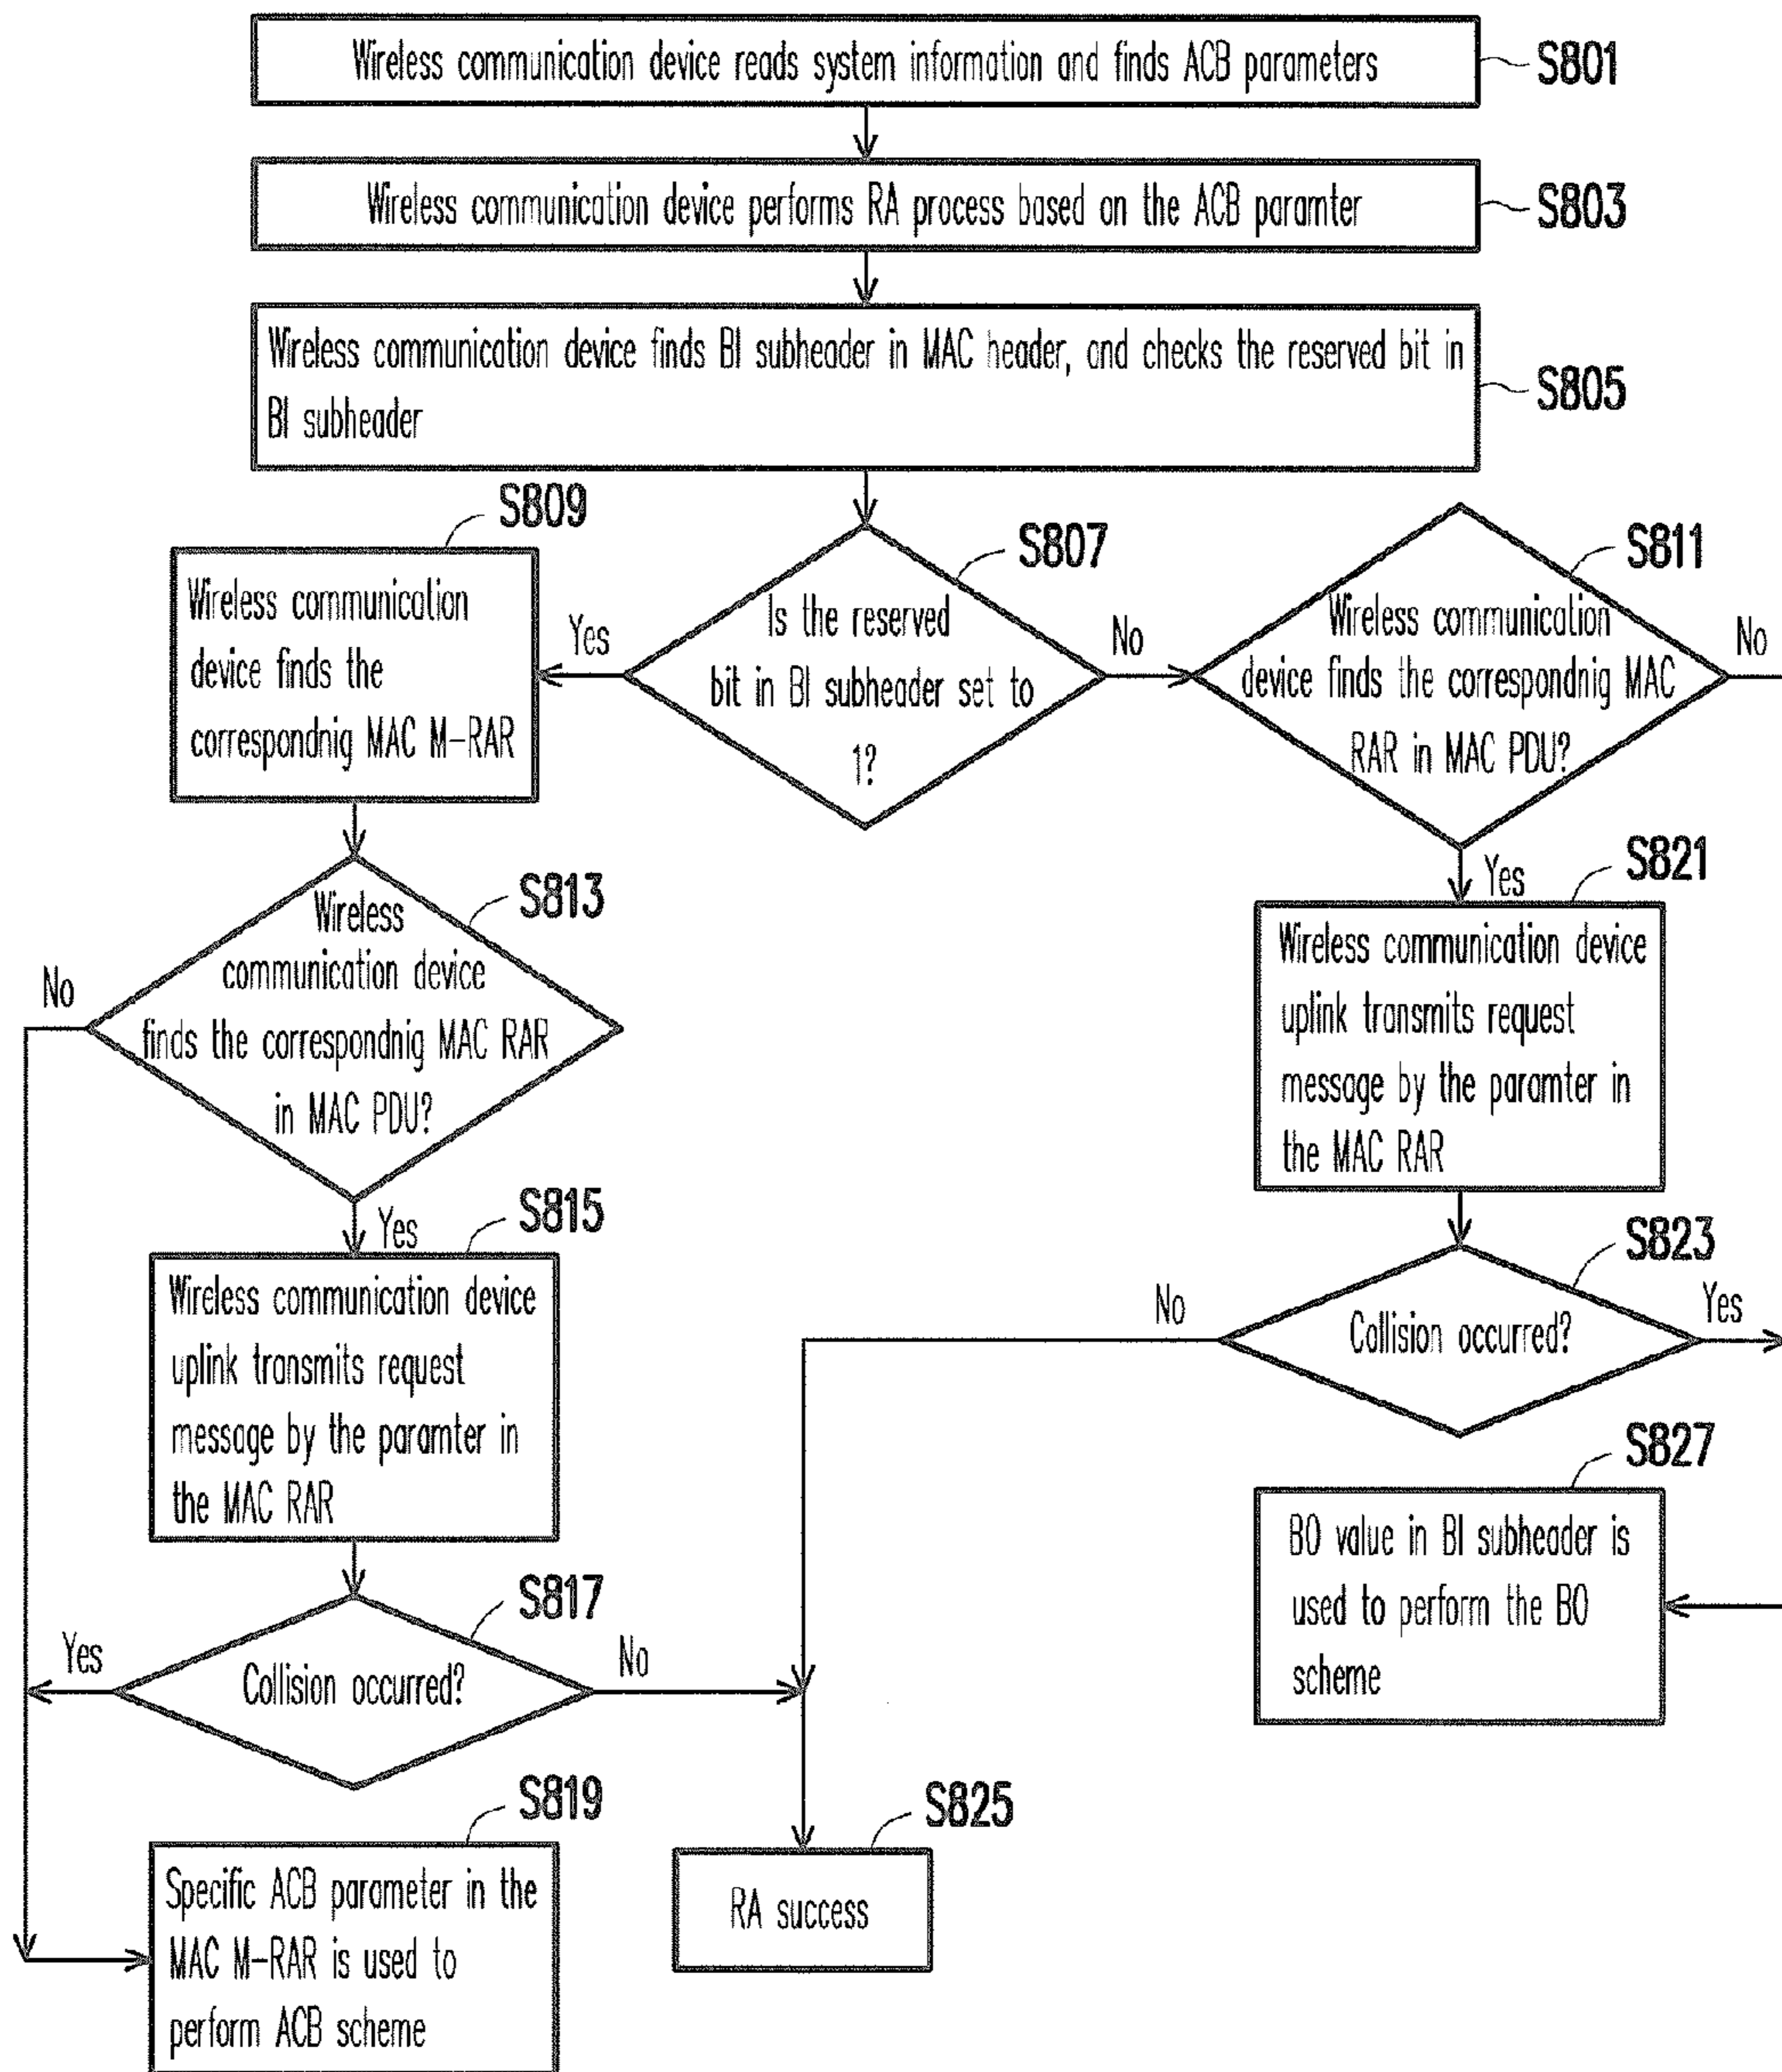 Wireless communication device reads system information and finds ACB parameters
S801
Wireless communication device performs RA process based on the ACB paramter
S803
Wireless communication device finds BI subheader in MAC header, and checks the reserved bit in
BI subheader
S805
S809
Wireless communication
device finds the
correspondnig MAC M-RAR
S807
Is the reserved
bit in BI subheader set to
1?
Yes
No
S811
Wireless communication
device finds the correspondnig MAC
RAR in MAC PDU?
No
Yes
S813
Wireless
communication device
finds the correspondnig MAC RAR
in MAC PDU?
No
Yes
S821
Wireless communication device
uplink transmits request
message by the paramter in
the MAC RAR
S815
Wireless communication device
uplink transmits request
message by the paramter in
the MAC RAR
S823
Collision occurred?
No
Yes
S827
BO value in BI subheader is
used to perform the BO
scheme
S817
Collision occurred?
Yes
No
S819
Specific ACB parameter in the
MAC M-RAR is used to
perform ACB scheme
S825
RA success